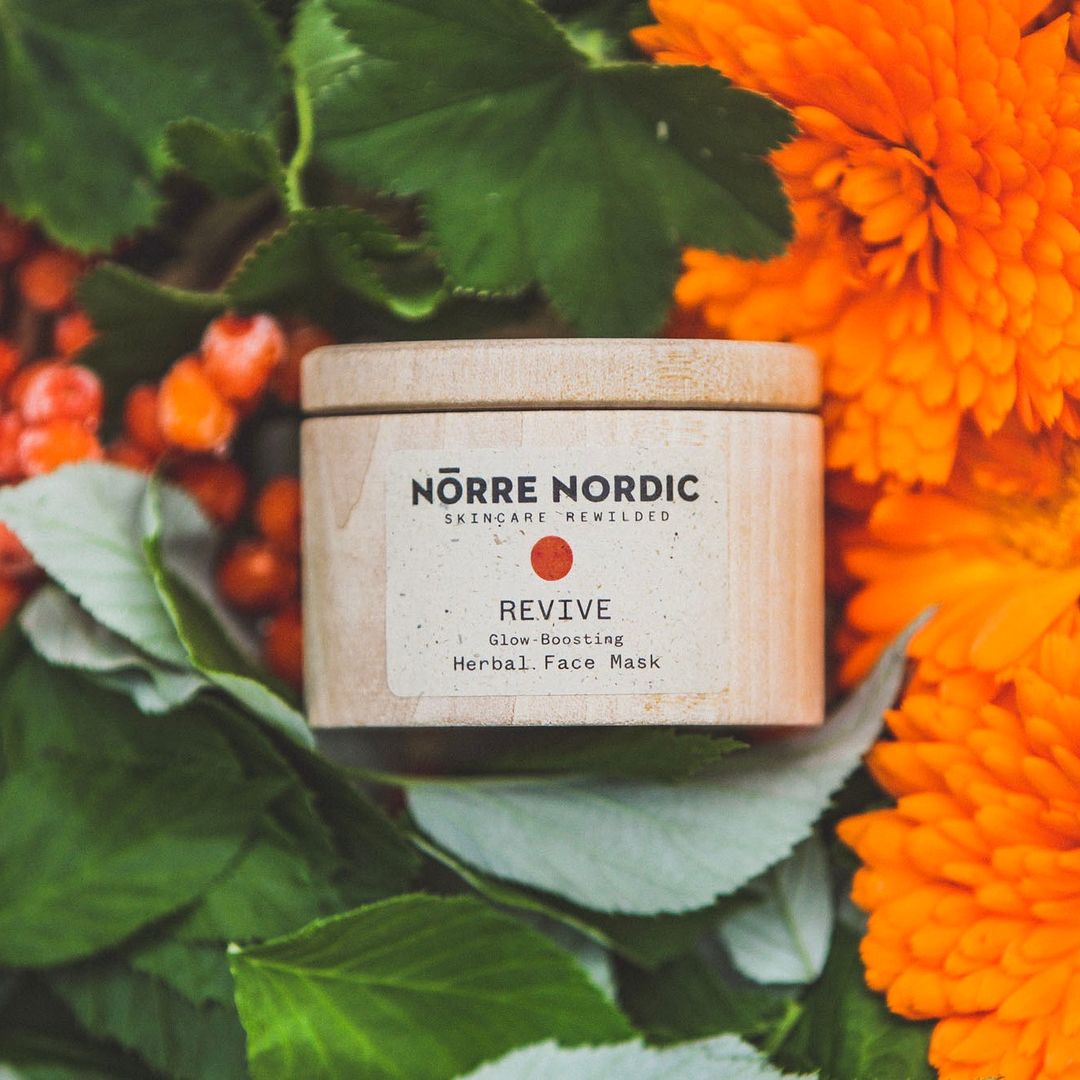 NŌRRE NORDIC
SKINCARE REWILDED
REVIVE
Glow-Boosting
Herbal Face Mask